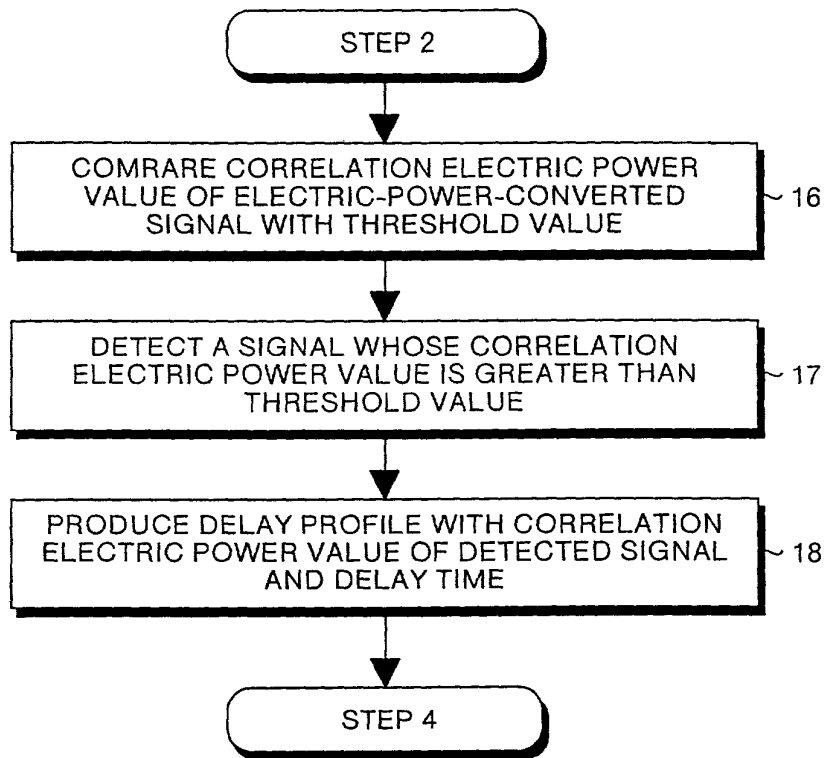 STEP 2
COMRARE CORRELATION ELECTRIC POWER
VALUE OF ELECTRIC-POWER-CONVERTED
SIGNAL WITH THRESHOLD VALUE
16
DETECT A SIGNAL WHOSE CORRELATION
ELECTRIC POWER VALUE IS GREATER THAN
THRESHOLD VALUE
17
PRODUCE DELAY PROFILE WITH CORRELATION
ELECTRIC POWER VALUE OF DETECTED SIGNAL
AND DELAY TIME
18
STEP 4